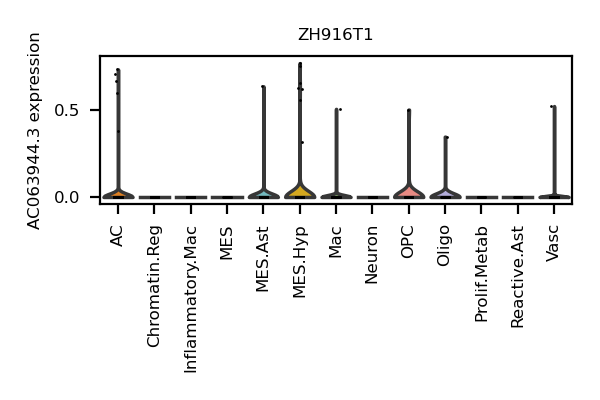 ZH916T1
AC063944.3 expression
0.5
0.0
AC
Chromatin.Reg
Inflammatory.Mac
MES
MES.Ast
MES.Hyp
Mac
Neuron
OPC
Oligo
Prolif.Metab
Reactive.Ast
Vasc